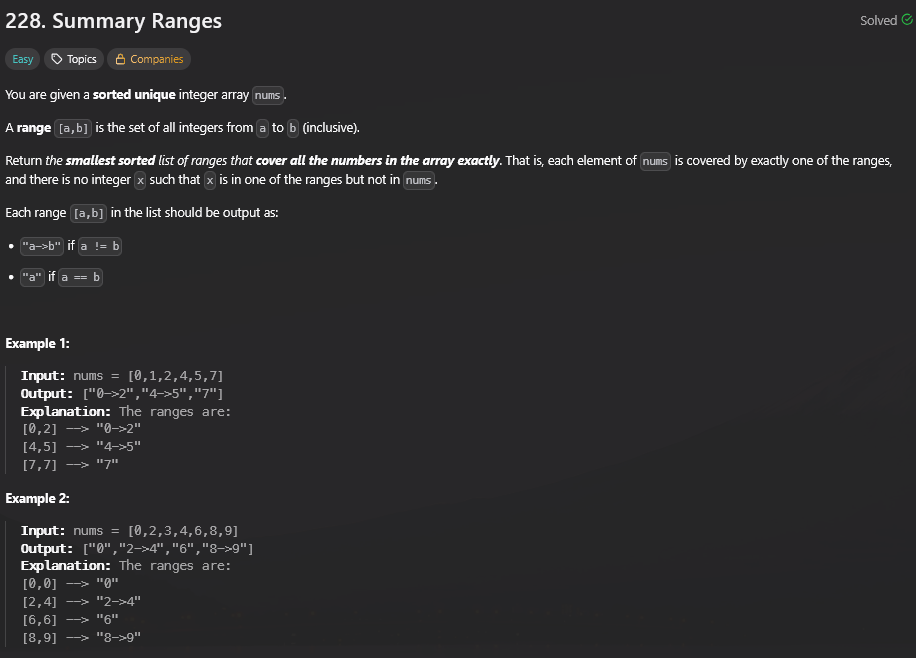 228. Summary Ranges
Solved
Easy Topics Companies
You are given a sorted unique integer array nums.
A range [a,b] is the set of all integers from a to b (inclusive).
Return the smallest sorted list of ranges that cover all the numbers in the array exactly. That is, each element of nums is covered by exactly one of the ranges,
and there is no integer x such that x is in one of the ranges but not in nums.
Each range [a,b] in the list should be output as:
• "a->b" if a != b
• "a" if a == b
Example 1:
Input: nums = [0,1,2,4,5,7]
Output: ["0->2","4->5","7"]
Explanation: The ranges are:
[0,2] --> "0->2"
[4,5] --> "4->5"
[7,7] --> "7"
Example 2:
Input: nums = [0,2,3,4,6,8,9]
Output: ["0","2->4","6","8->9"]
Explanation: The ranges are:
[0,0] --> "0"
[2,4] --> "2->4"
[6,6] --> "6"
[8,9] --> "8->9"